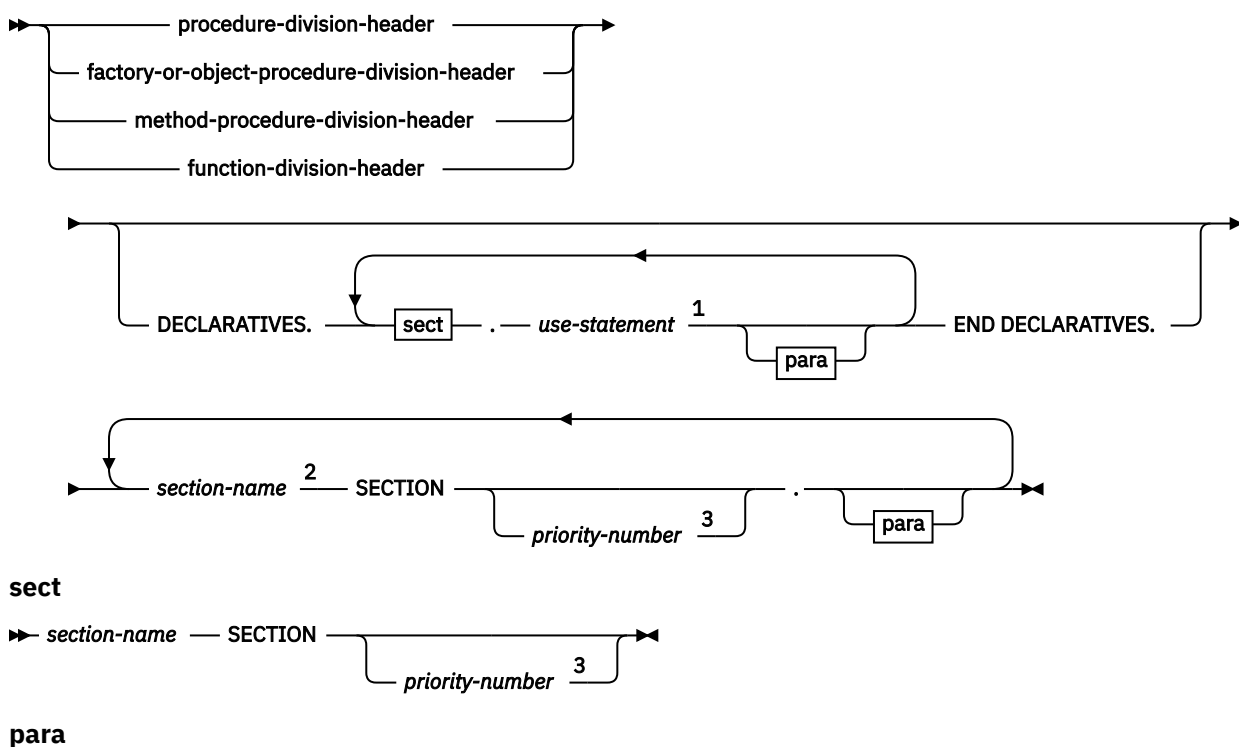 procedure-division-header
factory-or-object-procedure-division-header
method-procedure-division-header
function-division-header
DECLARATIVES. sect . use-statement 1 END DECLARATIVES.
para
section-name 2 SECTION . 
priority-number 3 para
sect
section-name SECTION
priority-number 3
para